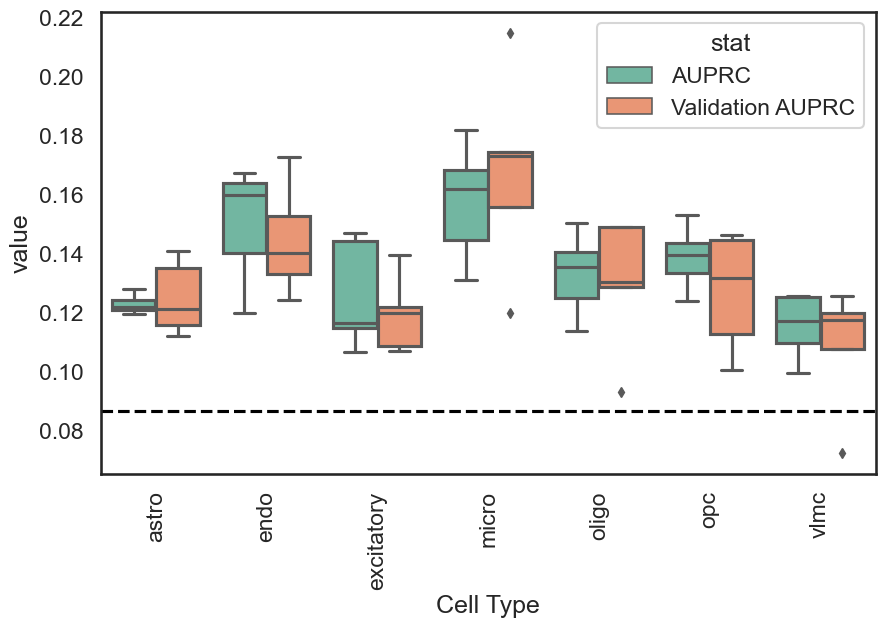 0.22
0.20
0.18
0.16
0.14
0.12
0.10
0.08
value
stat
AUPRC
Validation AUPRC
astro
endo
excitatory
micro
oligo
opc
vlmc
Cell Type